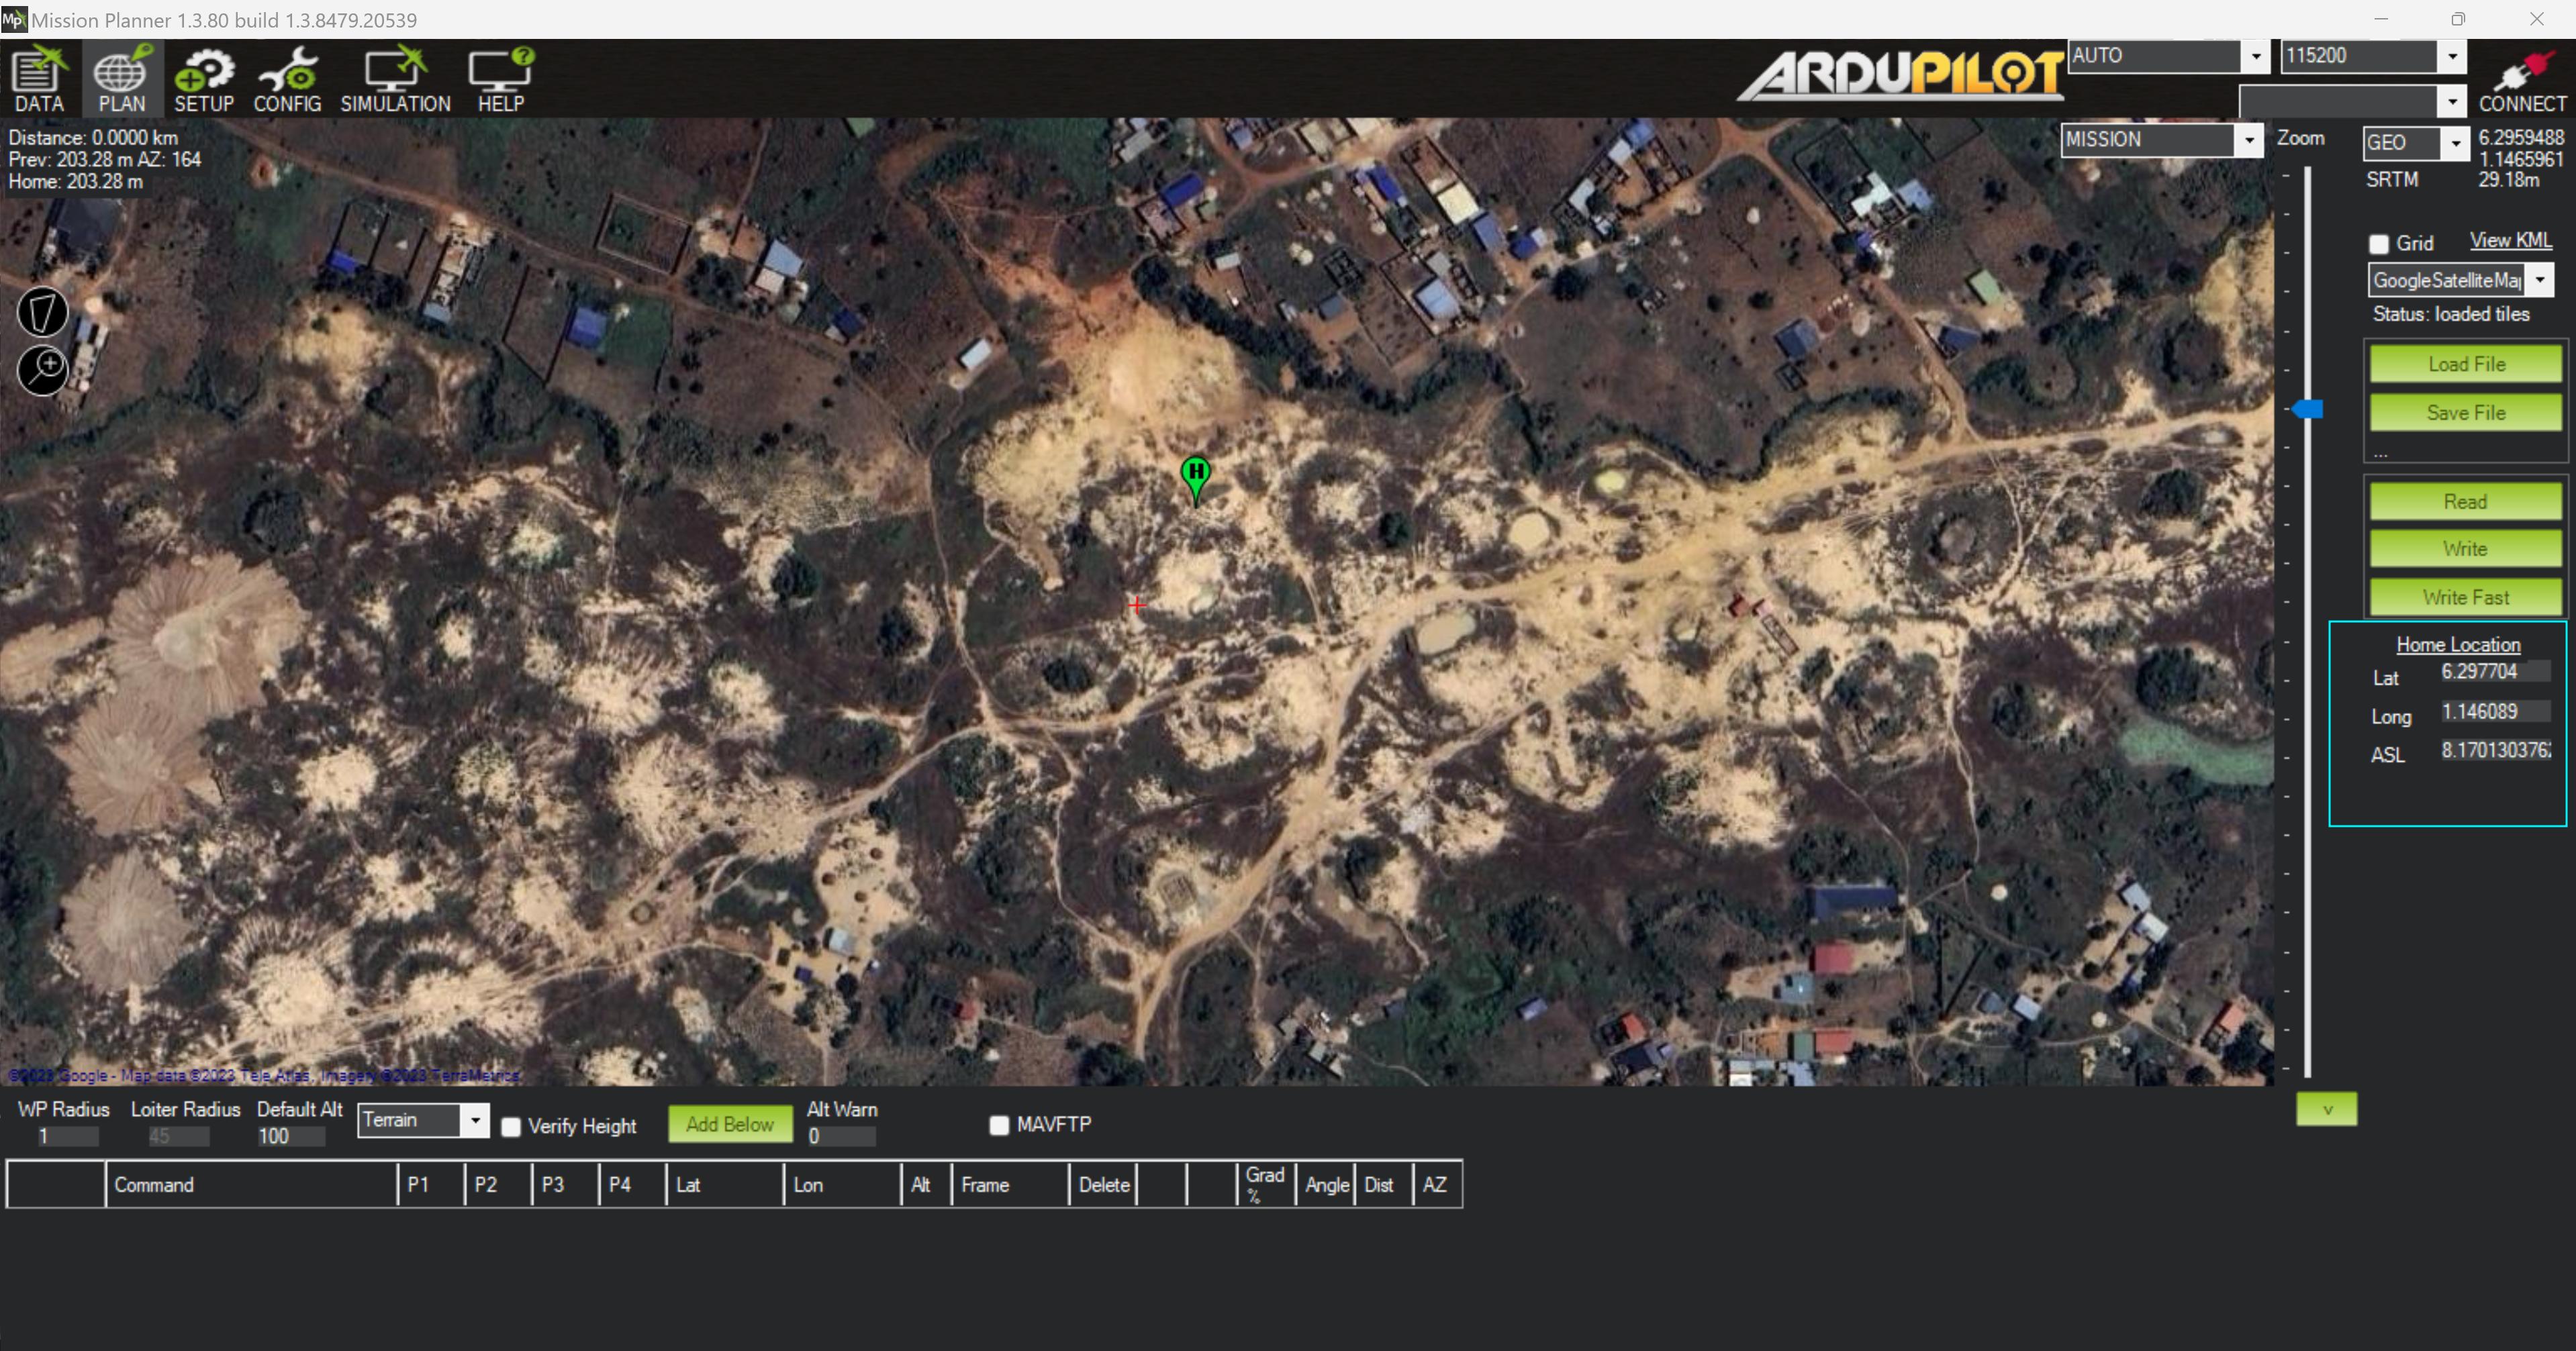 Mission Planner 1.3.80 build 1.3.8479.20539
DATA PLAN SETUP CONFIG SIMULATION HELP
ARDUPILOT
AUTO
115200
CONNECT
Distance: 0.0000 km
Prev: 203.28 m AZ: 164
Home: 203.28 m
MISSION
Zoom
GEO
6.2959488
1.1465961
SRTM
29.18m
Grid
View KML
GoogleSatelliteMa
Status: loaded tiles
Load File
Save File
...
Read
Write
Write Fast
Home Location
Lat 6.297704
Long 1.146089
ASL 8.1701303762
H
©2023 Google - Map data ©2023 Tele Atlas, Imagery ©2023 TerraMetrics
WP Radius
1
Loiter Radius
45
Default Alt
100
Terrain
Verify Height
Add Below
Alt Warn
0
MAVFTP
v
Command P1 P2 P3 P4 Lat Lon Alt Frame Delete Grad % Angle Dist AZ